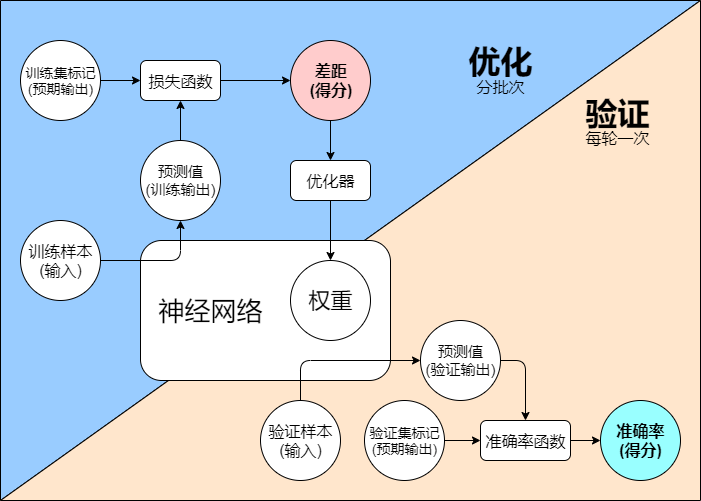 优化
分批次
验证
每轮一次
训练集标记
(预期输出)
损失函数
差距
(得分)
预测值
(训练输出)
优化器
训练样本
(输入)
神经网络
权重
预测值
(验证输出)
验证样本
(输入)
验证集标记
(预期输出)
准确率函数
准确率
(得分)